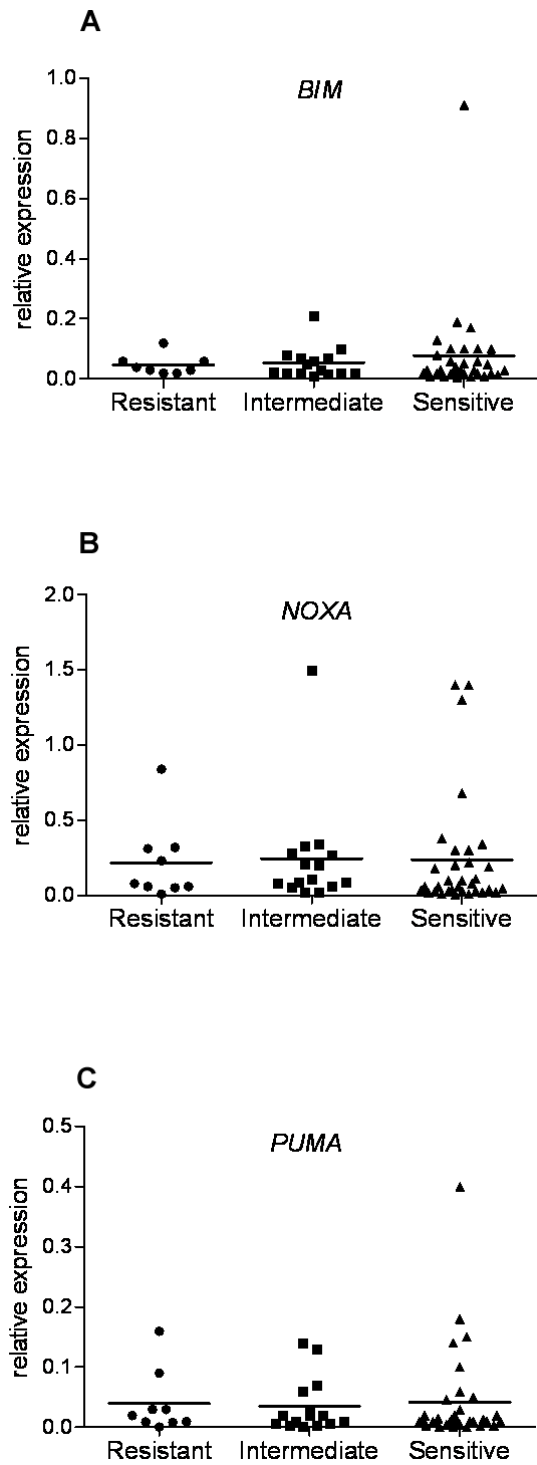 A
BIM
relative expression
1.0
0.8
0.6
0.4
0.2
0.0
Resistant Intermediate Sensitive
B
NOXA
relative expression
2.0
1.5
1.0
0.5
0.0
Resistant Intermediate Sensitive
C
PUMA
relative expression
0.5
0.4
0.3
0.2
0.1
0.0
Resistant Intermediate Sensitive